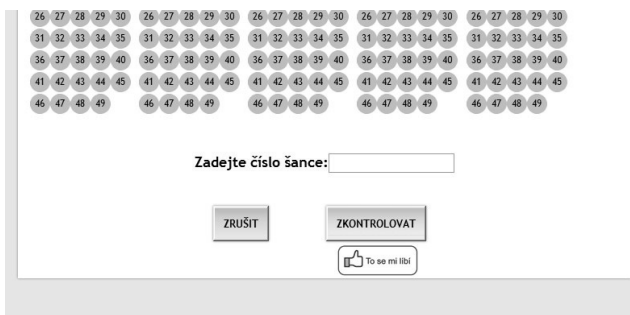 26 27 28 29 30 26 27 28 29 30 26 27 28 29 30 26 27 28 29 30 26 27 28 29 30
31 32 33 34 35 31 32 33 34 35 31 32 33 34 35 31 32 33 34 35 31 32 33 34 35
36 37 38 39 40 36 37 38 39 40 36 37 38 39 40 36 37 38 39 40 36 37 38 39 40
41 42 43 44 45 41 42 43 44 45 41 42 43 44 45 41 42 43 44 45 41 42 43 44 45
46 47 48 49 46 47 48 49 46 47 48 49 46 47 48 49 46 47 48 49
Zadejte číslo šance:
ZRUŠIT ZKONTROLOVAT
To se mi libí